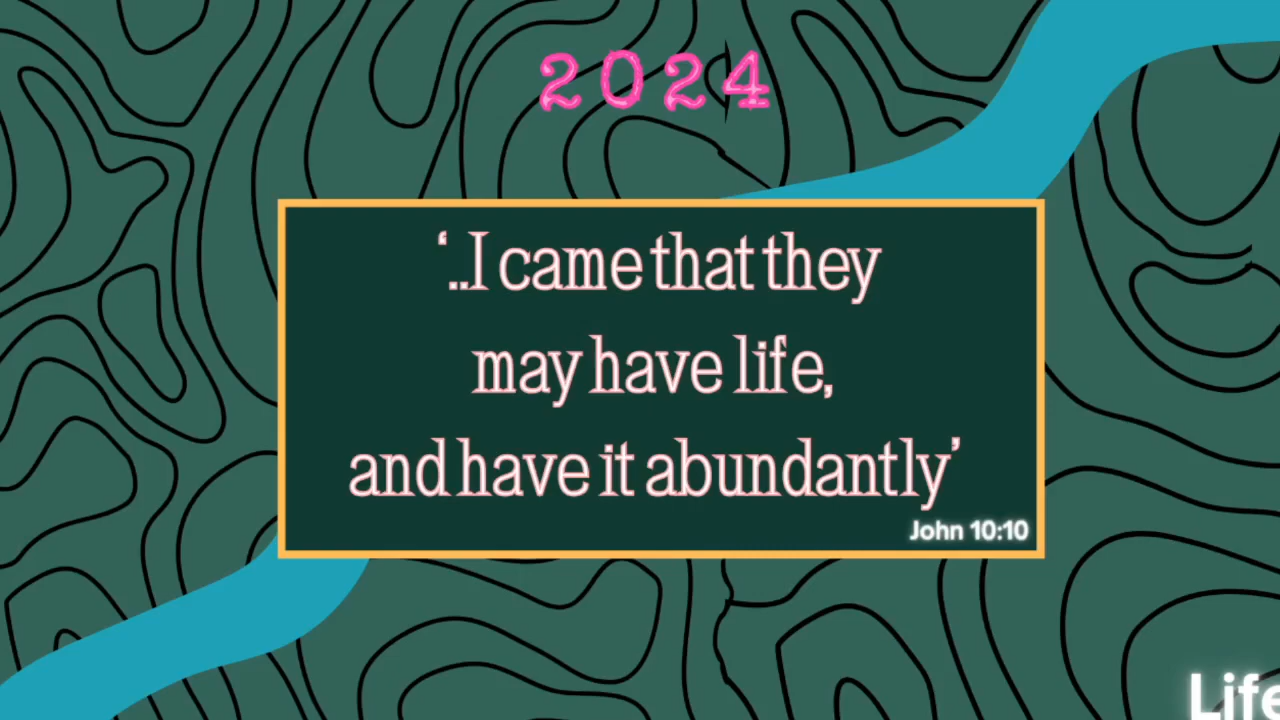 2024
‘..I came that they
may have life,
and have it abundantly’
John 10:10
Life